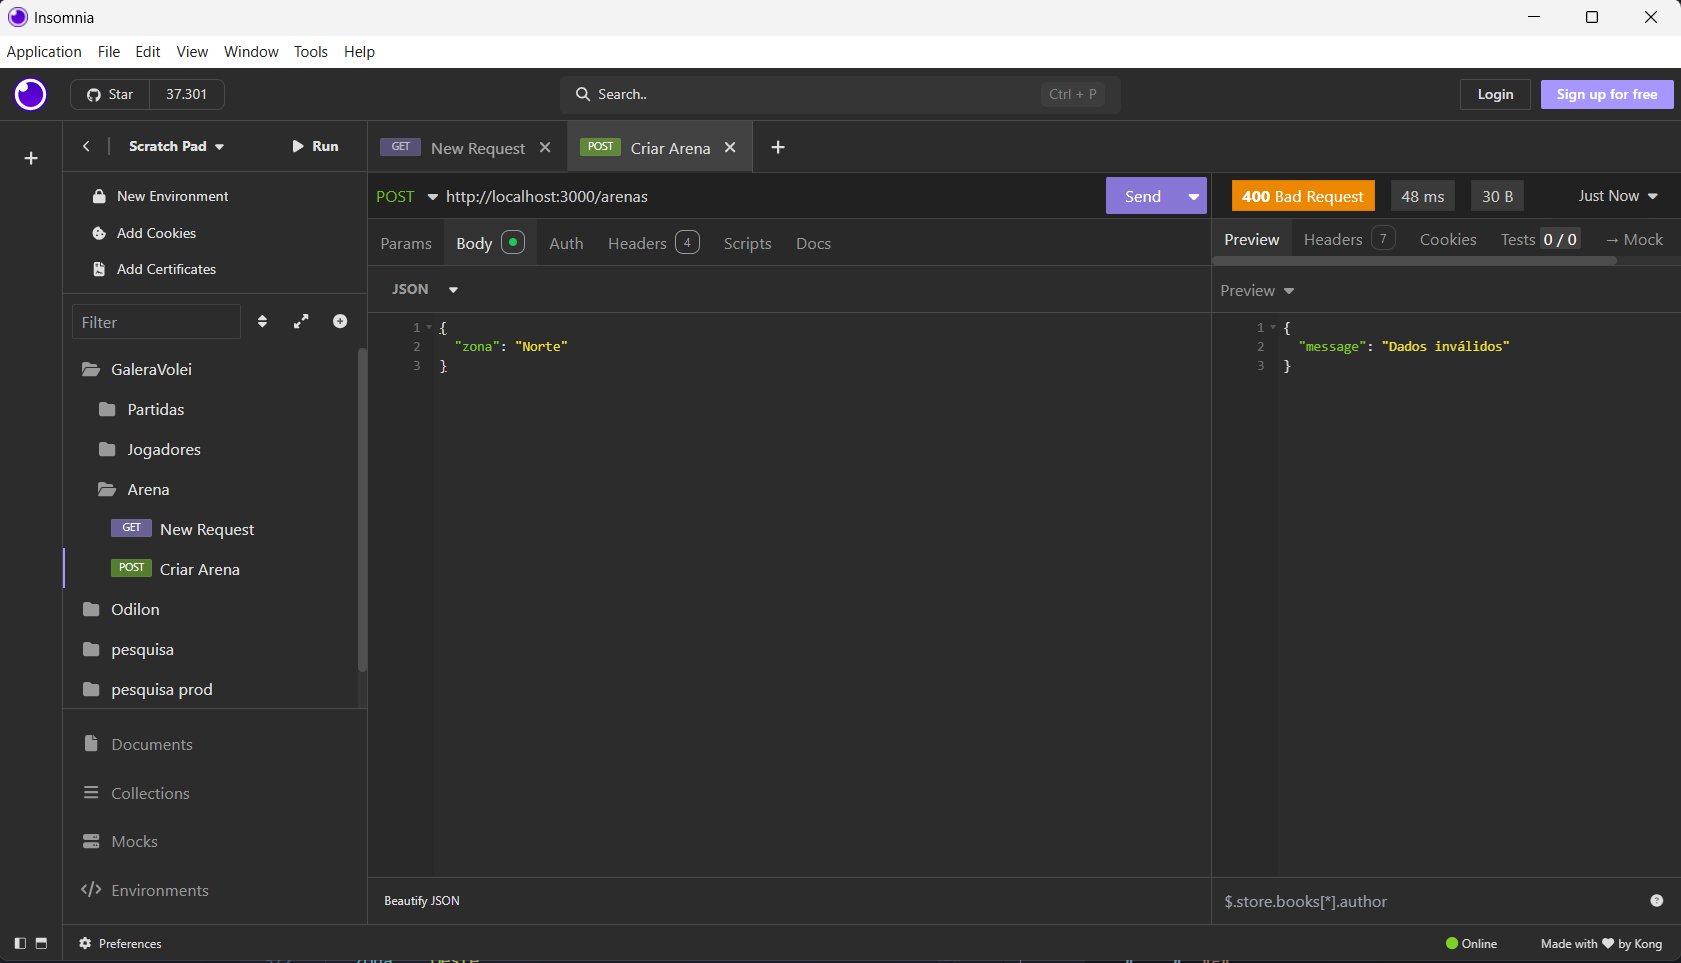 Insomnia
Application File Edit View Window Tools Help
Star 37.301
Search.. Ctrl + P
Login Sign up for free
Scratch Pad Run
New Environment
Add Cookies
Add Certificates
Filter
GaleraVolei
Partidas
Jogadores
Arena
GET New Request
POST Criar Arena
Odilon
pesquisa
pesquisa prod
Documents
Collections
Mocks
Environments
GET New Request POST Criar Arena
POST http://localhost:3000/arenas Send
Params Body Auth Headers 4 Scripts Docs
JSON
1 {
2 "zona": "Norte"
3 }
Beautify JSON
400 Bad Request 48 ms 30 B Just Now
Preview Headers 7 Cookies Tests 0 / 0 → Mock
Preview
1 {
2 "message": "Dados inválidos"
3 }
$.store.books[*].author
Preferences
Online Made with ❤ by Kong